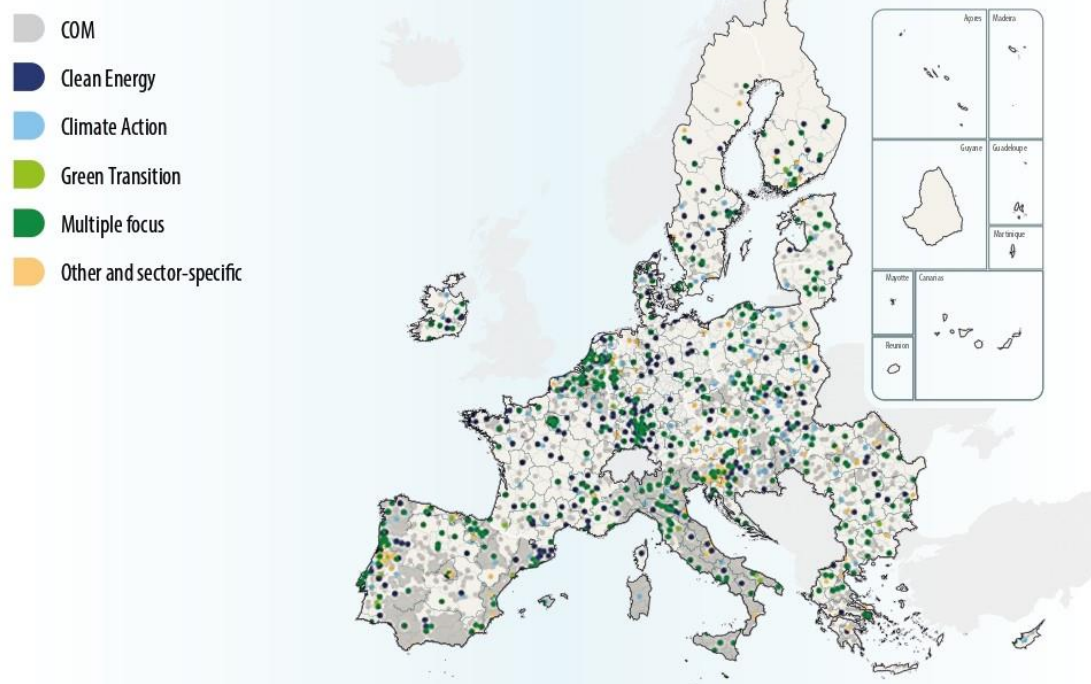 COM
Clean Energy
Climate Action
Green Transition
Multiple focus
Other and sector-specific
Açores
Madeira
Guyane
Guadeloupe
Martinique
Mayotte
Canarias
Reunion